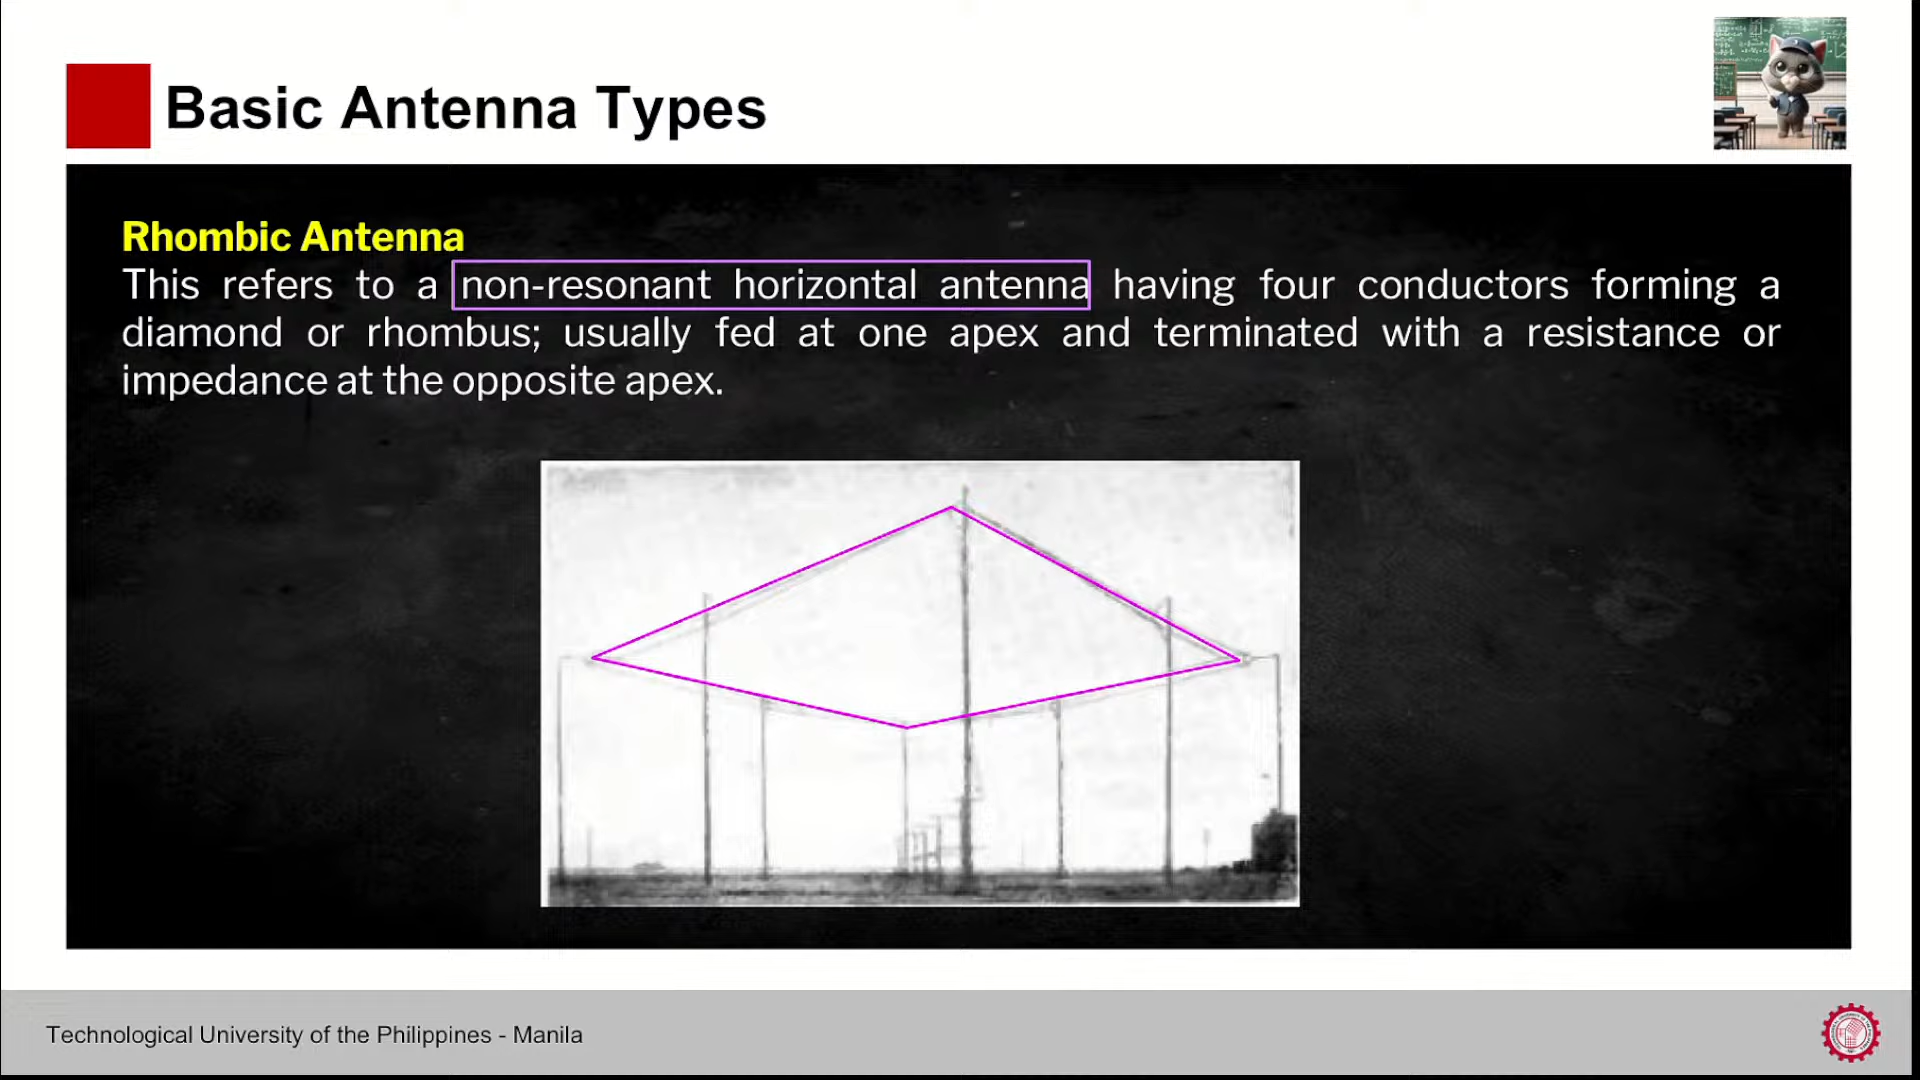 Basic Antenna Types
Rhombic Antenna
This refers to a non-resonant horizontal antenna having four conductors forming a
diamond or rhombus; usually fed at one apex and terminated with a resistance or
impedance at the opposite apex.
Technological University of the Philippines - Manila